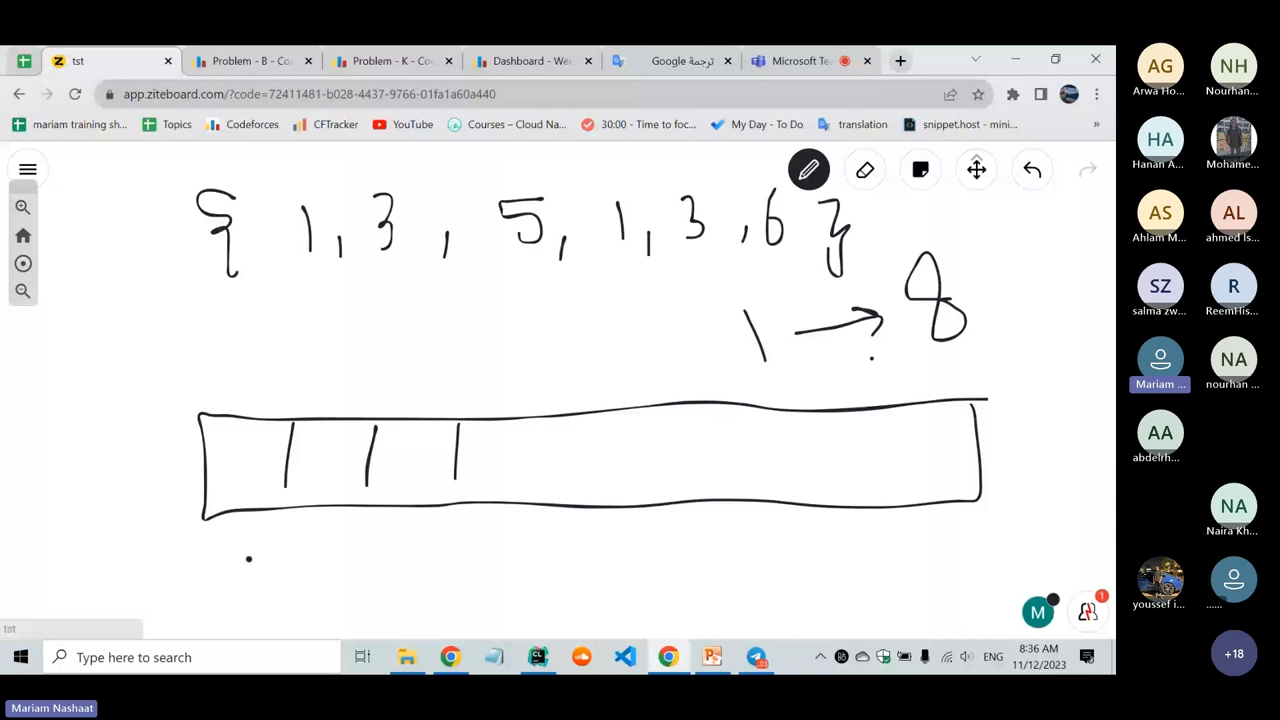 tst
Problem - B - Co...
Problem - K - Co...
Dashboard - We...
ترجمة Google
Microsoft Te
app.ziteboard.com/?code=72411481-b028-4437-9766-01fa1a60a440
mariam training sh...
Topics
Codeforces
CFTracker
YouTube
Courses – Cloud Na...
30:00 - Time to foc...
My Day - To Do
translation
snippet.host - mini...
»
{ 1, 3 , 5, 1, 3 ,6 }
1 → 8
M
1
tst
Type here to search
.03
ENG
8:36 AM
11/12/2023
AG
Arwa Ho...
NH
Nourhan...
HA
Hanan A...
Mohame...
AS
Ahlam M...
AL
ahmed Is...
SZ
salma zw...
R
ReemHis...
Mariam ...
NA
nourhan ...
AA
abdelrh...
NA
Naira Kh...
youssef i...
......
+18
Mariam Nashaat